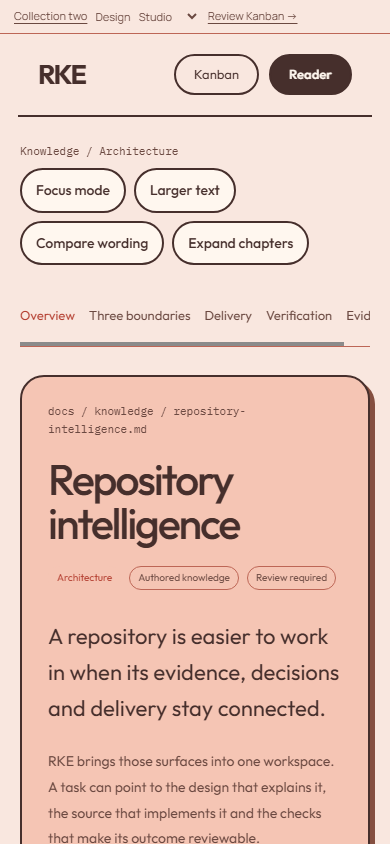 Collection two Design Studio Review Kanban →
RKE Kanban Reader
Knowledge / Architecture
Focus mode Larger text
Compare wording Expand chapters
Overview Three boundaries Delivery Verification Evid
docs / knowledge / repository-
intelligence.md
Repository
intelligence
Architecture Authored knowledge Review required
A repository is easier to work
in when its evidence, decisions
and delivery stay connected.
RKE brings those surfaces into one workspace.
A task can point to the design that explains it,
the source that implements it and the checks
that make its outcome reviewable.